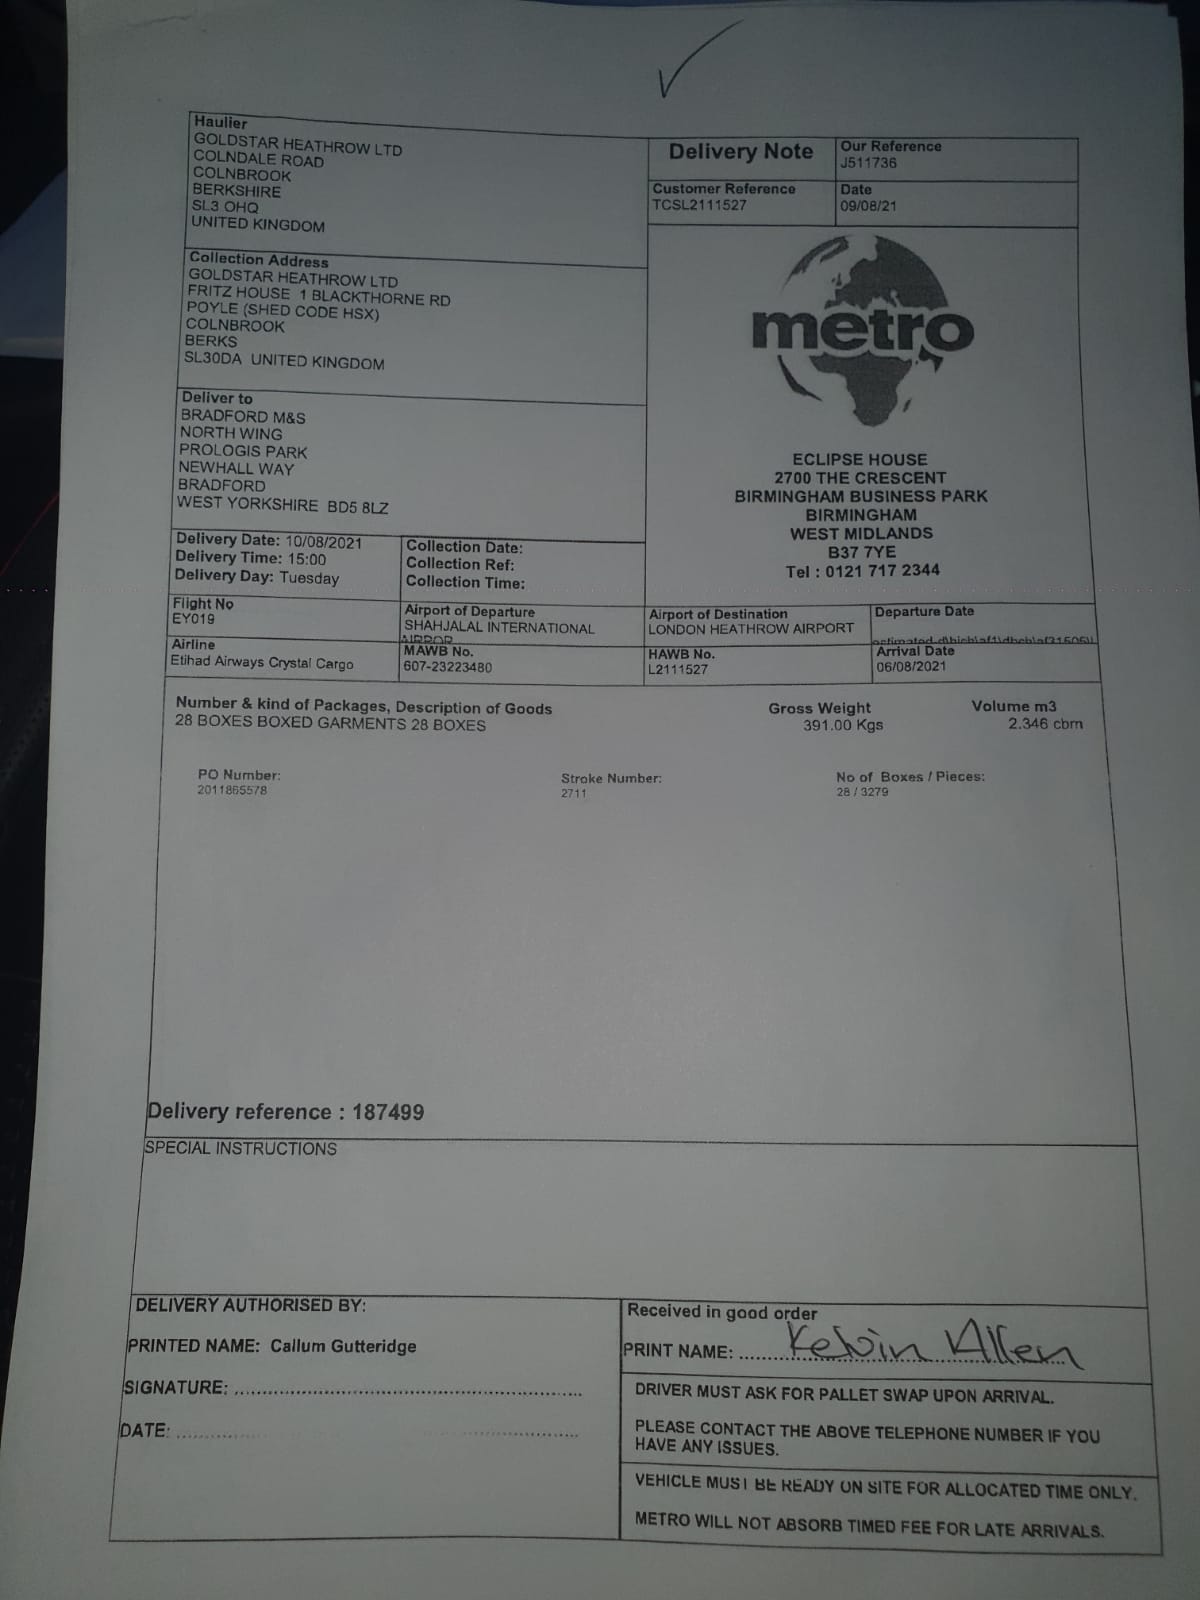 Haulier
GOLDSTAR HEATHROW LTD
COLNDALE ROAD
COLNBROOK
BERKSHIRE
SL3 OHQ
UNITED KINGDOM
Delivery Note
Our Reference
J511736
Customer Reference
TCSL2111527
Date
09/08/21
Collection Address
GOLDSTAR HEATHROW LTD
FRITZ HOUSE 1 BLACKTHORNE RD
POYLE (SHED CODE HSX)
COLNBROOK
BERKS
SL30DA UNITED KINGDOM
metro
ECLIPSE HOUSE
2700 THE CRESCENT
BIRMINGHAM BUSINESS PARK
BIRMINGHAM
WEST MIDLANDS
B37 7YE
Tel : 0121 717 2344
Deliver to
BRADFORD M&S
NORTH WING
PROLOGIS PARK
NEWHALL WAY
BRADFORD
WEST YORKSHIRE BD5 8LZ
Delivery Date: 10/08/2021
Delivery Time: 15:00
Delivery Day: Tuesday
Collection Date:
Collection Ref:
Collection Time:
Flight No
EY019
Airport of Departure
SHAHJALAL INTERNATIONAL
Airport of Destination
LONDON HEATHROW AIRPORT
Departure Date
Airline
Etihad Airways Crystal Cargo
MAWB No.
607-23223480
HAWB No.
L2111527
Arrival Date
06/08/2021
Number & kind of Packages, Description of Goods
28 BOXES BOXED GARMENTS 28 BOXES
Gross Weight
391.00 Kgs
Volume m3
2.346 cbm
PO Number:
2011865578
Stroke Number:
2711
No of Boxes / Pieces:
28 / 3279
Delivery reference : 187499
SPECIAL INSTRUCTIONS
DELIVERY AUTHORISED BY:
PRINTED NAME: Callum Gutteridge
SIGNATURE:
DATE:
Received in good order
PRINT NAME: Kelvin Allen
DRIVER MUST ASK FOR PALLET SWAP UPON ARRIVAL.
PLEASE CONTACT THE ABOVE TELEPHONE NUMBER IF YOU
HAVE ANY ISSUES.
VEHICLE MUST BE READY ON SITE FOR ALLOCATED TIME ONLY.
METRO WILL NOT ABSORB TIMED FEE FOR LATE ARRIVALS.